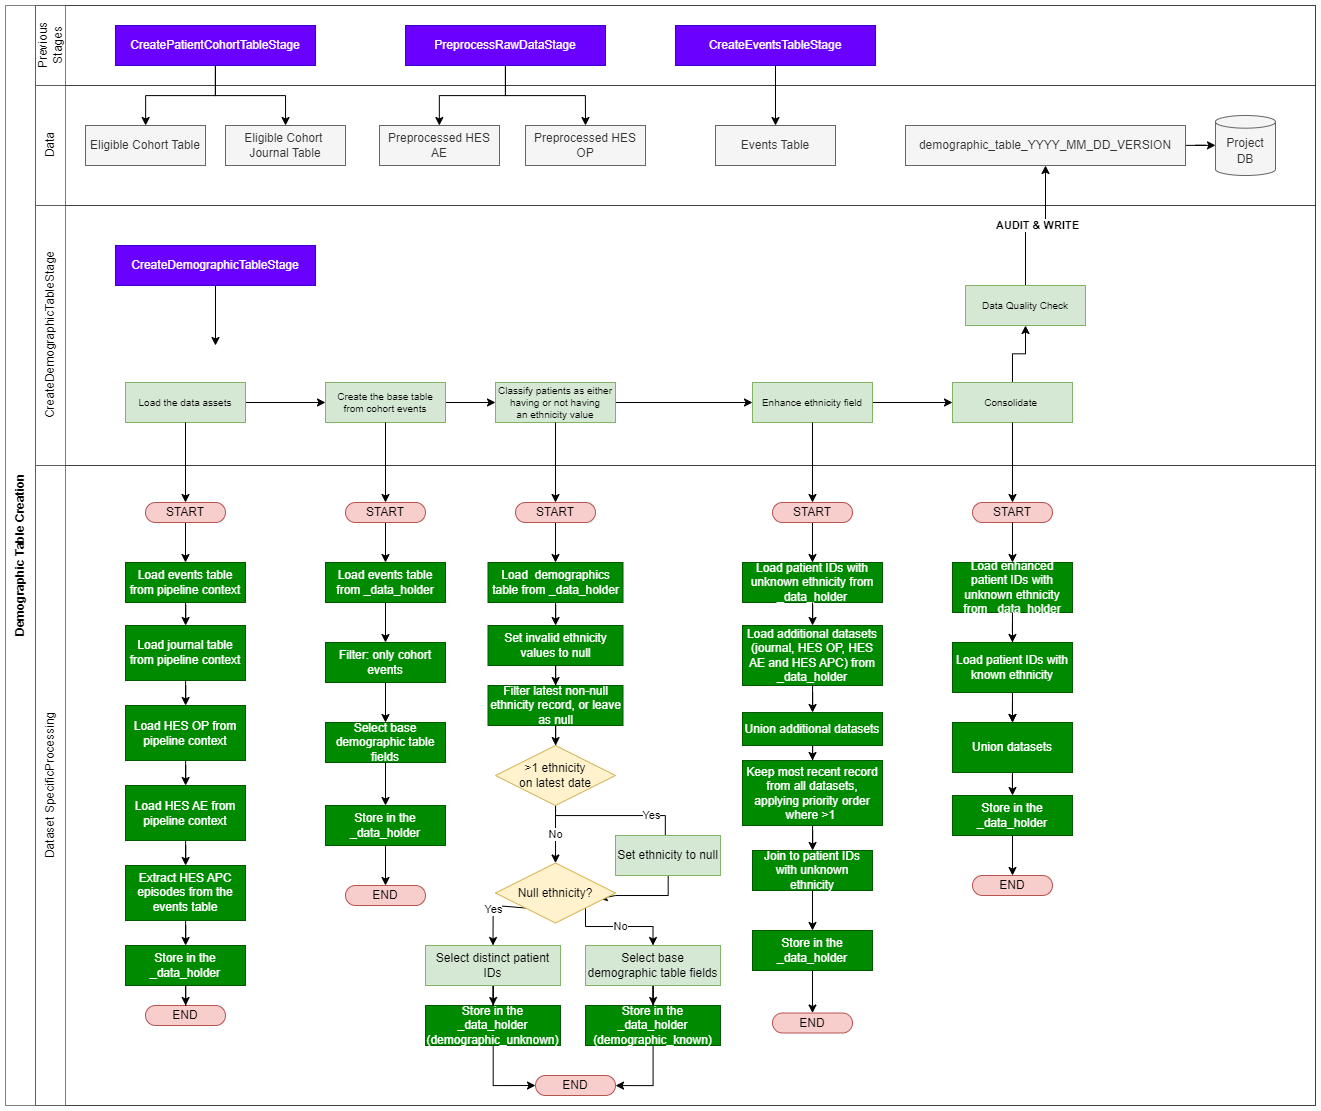 Demographic Table Creation
Previous
Stages
CreatePatientCohortTableStage
PreprocessRawDataStage
CreateEventsTableStage
Data
Eligible Cohort Table
Eligible Cohort
Journal Table
Preprocessed HES
AE
Preprocessed HES
OP
Events Table
demographic_table_YYYY_MM_DD_VERSION
Project
DB
CreateDemographicTableStage
AUDIT & WRITE
CreateDemographicTableStage
Data Quality Check
Load the data assets
Create the base table
from cohort events
Classify patients as either
having or not having
an ethnicity value
Enhance ethnicity field
Consolidate
Dataset SpecificProcessing
START
Load events table
from pipeline context
Load journal table
from pipeline context
Load HES OP from
pipeline context
Load HES AE from
pipeline context
Extract HES APC
episodes from the
events table
Store in the
_data_holder
END
START
Load events table
from _data_holder
Filter: only cohort
events
Select base
demographic table
fields
Store in the
_data_holder
END
START
Load  demographics
table from _data_holder
Set invalid ethnicity
values to null
Filter latest non-null
ethnicity record, or leave
as null
>1 ethnicity
on latest date
Yes
No
Set ethnicity to null
Null ethnicity?
Yes
No
Select distinct patient
IDs
Select base
demographic table fields
Store in the
_data_holder
(demographic_unknown)
Store in the
_data_holder
(demographic_known)
END
START
Load patient IDs with
unknown ethnicity from
_data_holder
Load additional datasets
(journal, HES OP, HES
AE and HES APC) from
_data_holder
Union additional datasets
Keep most recent record
from all datasets,
applying priority order
where >1
Join to patient IDs
with unknown
ethnicity
Store in the
_data_holder
END
START
Load enhanced
patient IDs with
unknown ethnicity
from _data_holder
Load patient IDs with
known ethnicity
Union datasets
Store in the
_data_holder
END